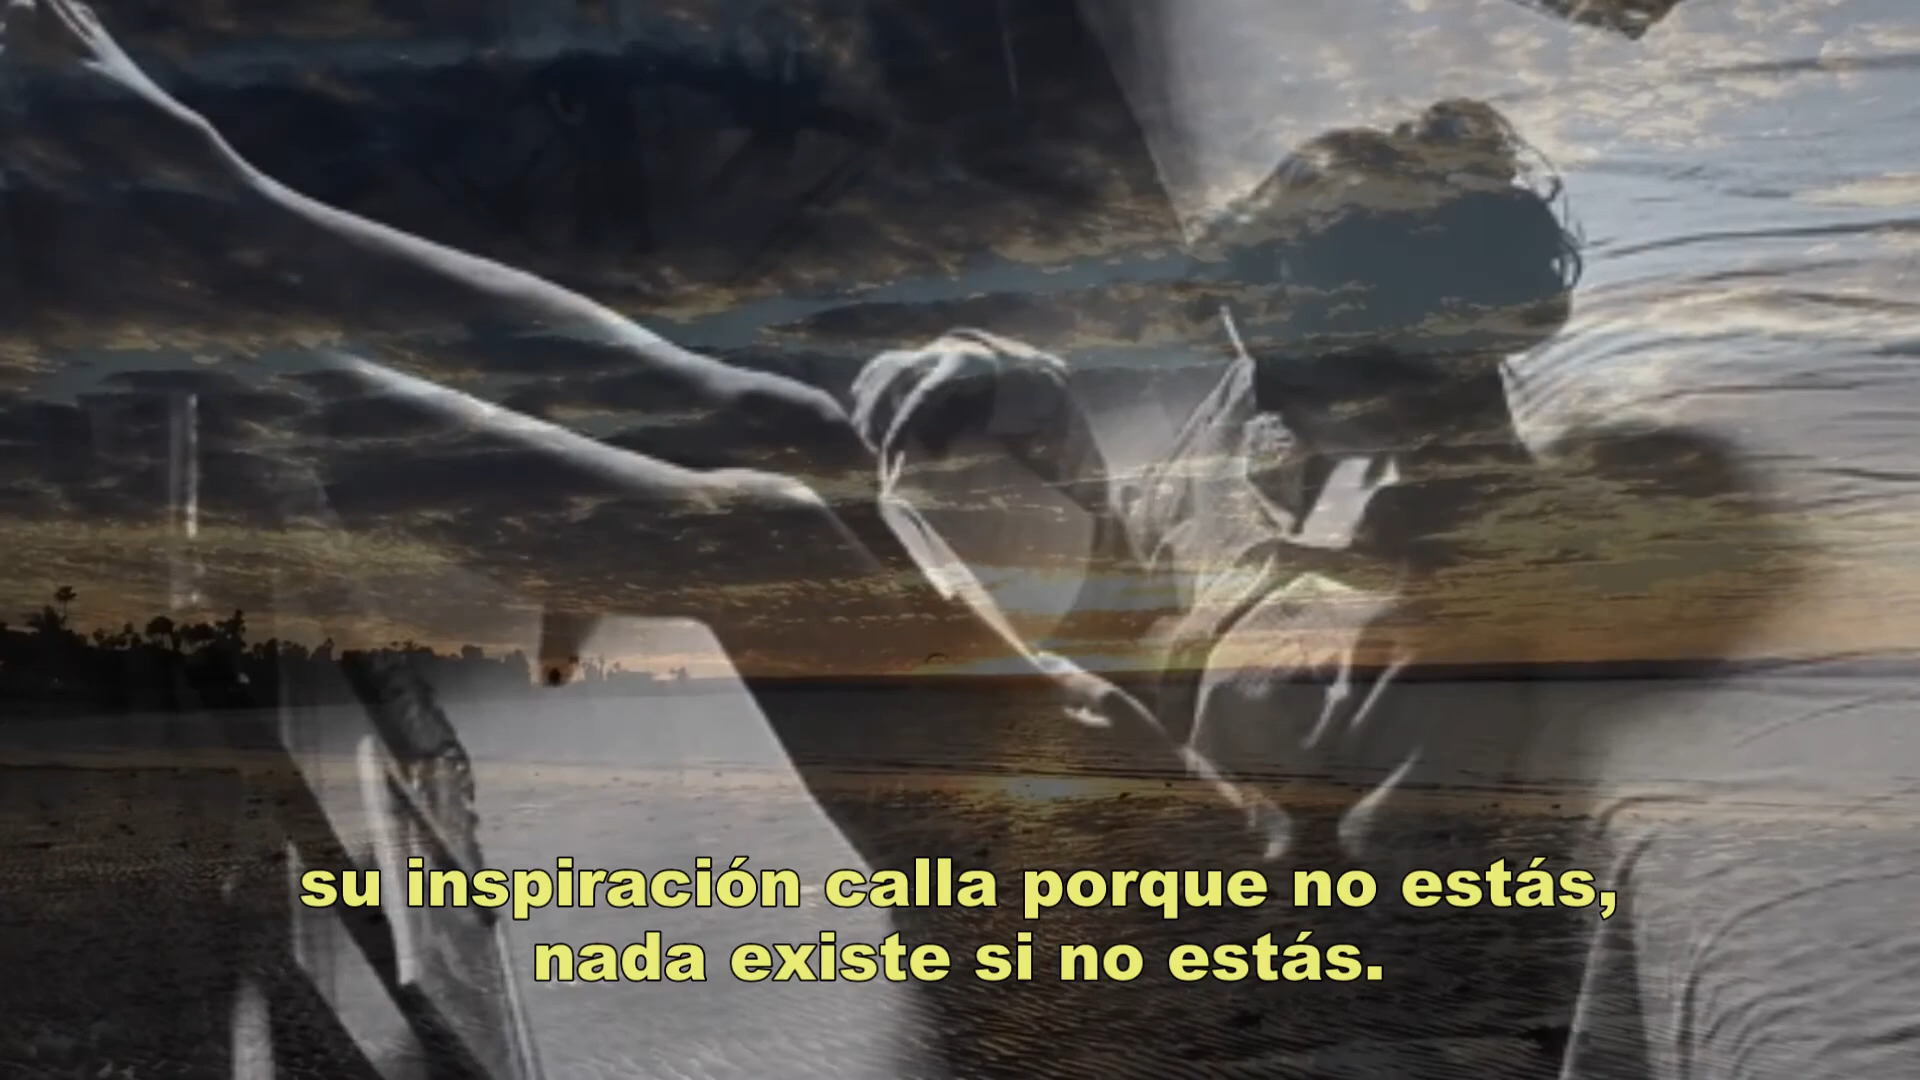 su inspiración calla porque no estás,
nada existe si no estás.